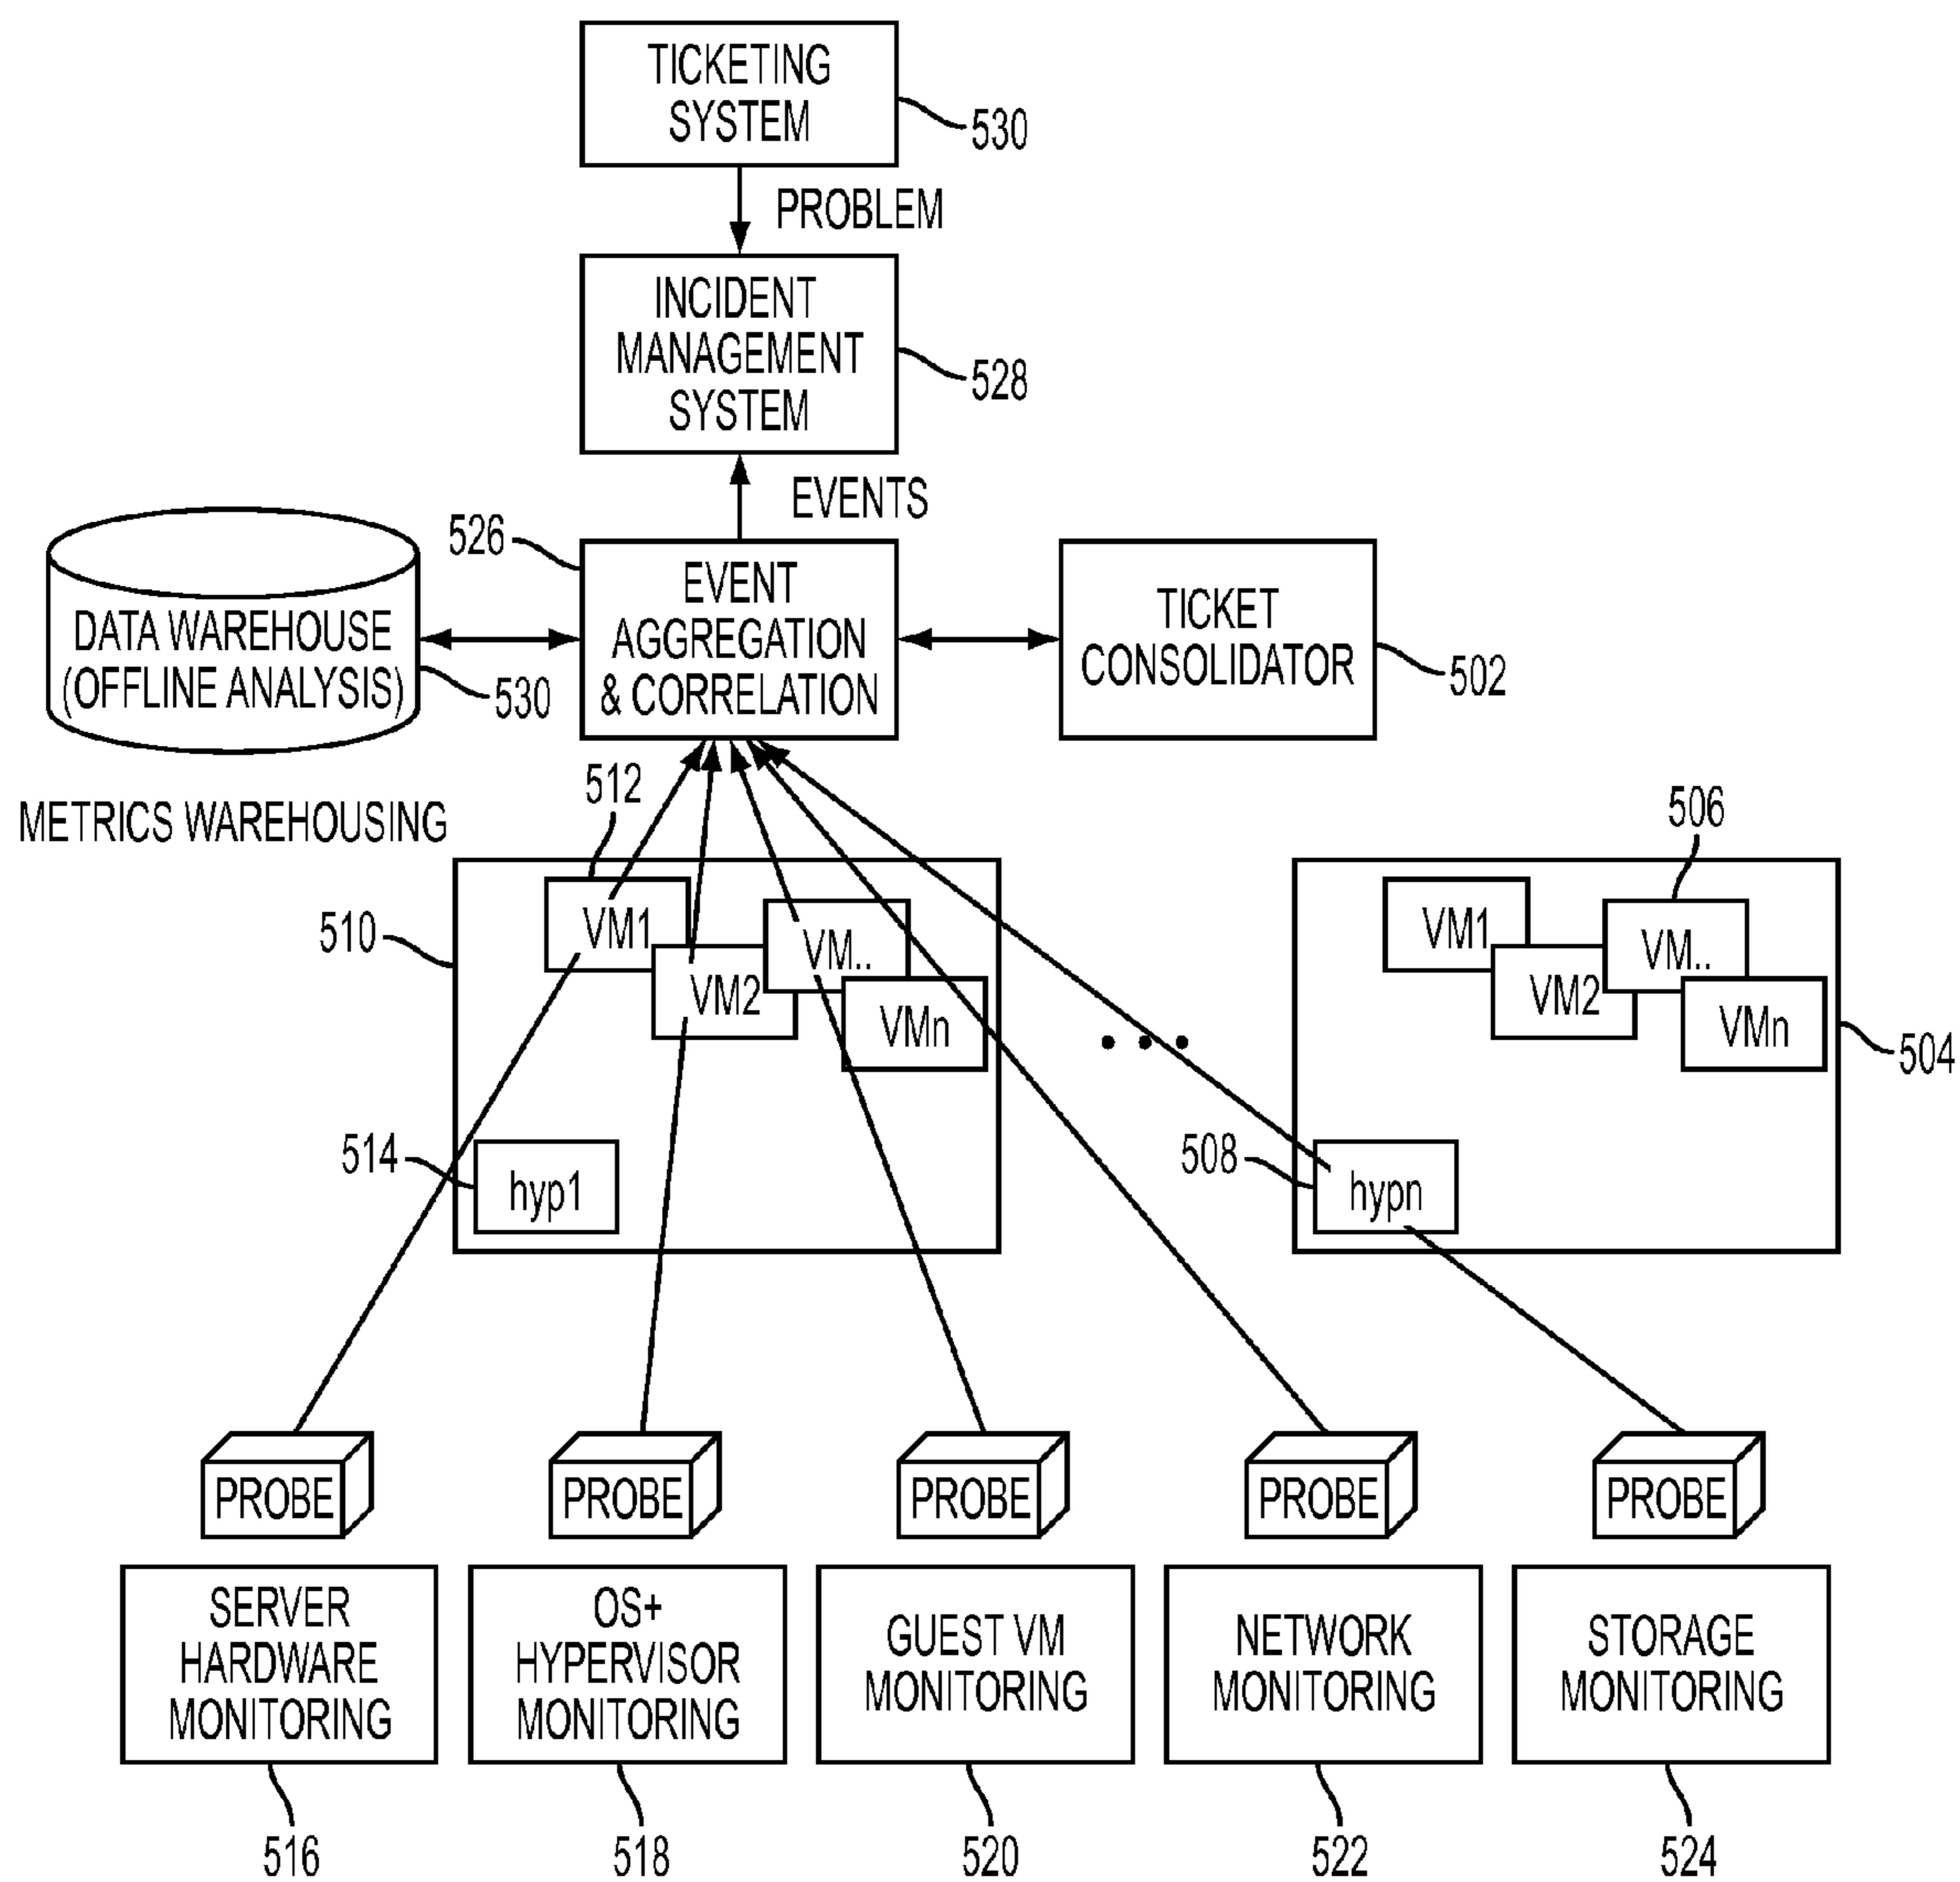 TICKETING
SYSTEM
530
PROBLEM
INCIDENT
MANAGEMENT
SYSTEM
528
EVENTS
526
EVENT
AGGREGATION
& CORRELATION
DATA WAREHOUSE
(OFFLINE ANALYSIS)
530
TICKET
CONSOLIDATOR
502
METRICS WAREHOUSING
512
506
510
VM1
VM2
VM..
VMn
514
hyp1
VM1
VM2
VM..
VMn
504
508
hypn
PROBE
PROBE
PROBE
PROBE
PROBE
SERVER
HARDWARE
MONITORING
OS+
HYPERVISOR
MONITORING
GUEST VM
MONITORING
NETWORK
MONITORING
STORAGE
MONITORING
516
518
520
522
524